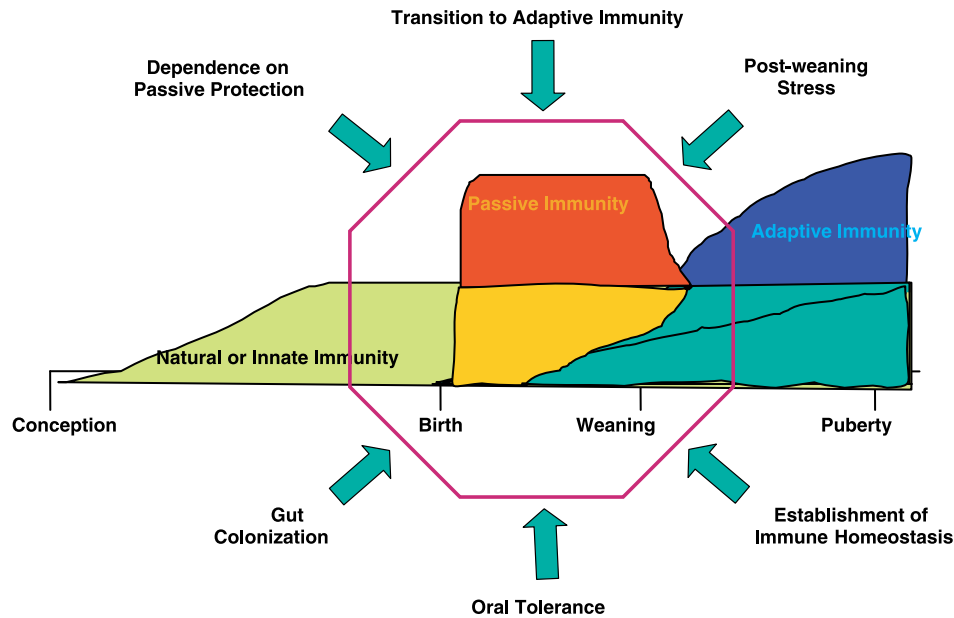 Transition to Adaptive Immunity
Dependence on
Passive Protection
Post-weaning
Stress
Passive Immunity
Adaptive Immunity
Natural or Innate Immunity
Conception
Birth
Weaning
Puberty
Gut
Colonization
Establishment of
Immune Homeostasis
Oral Tolerance